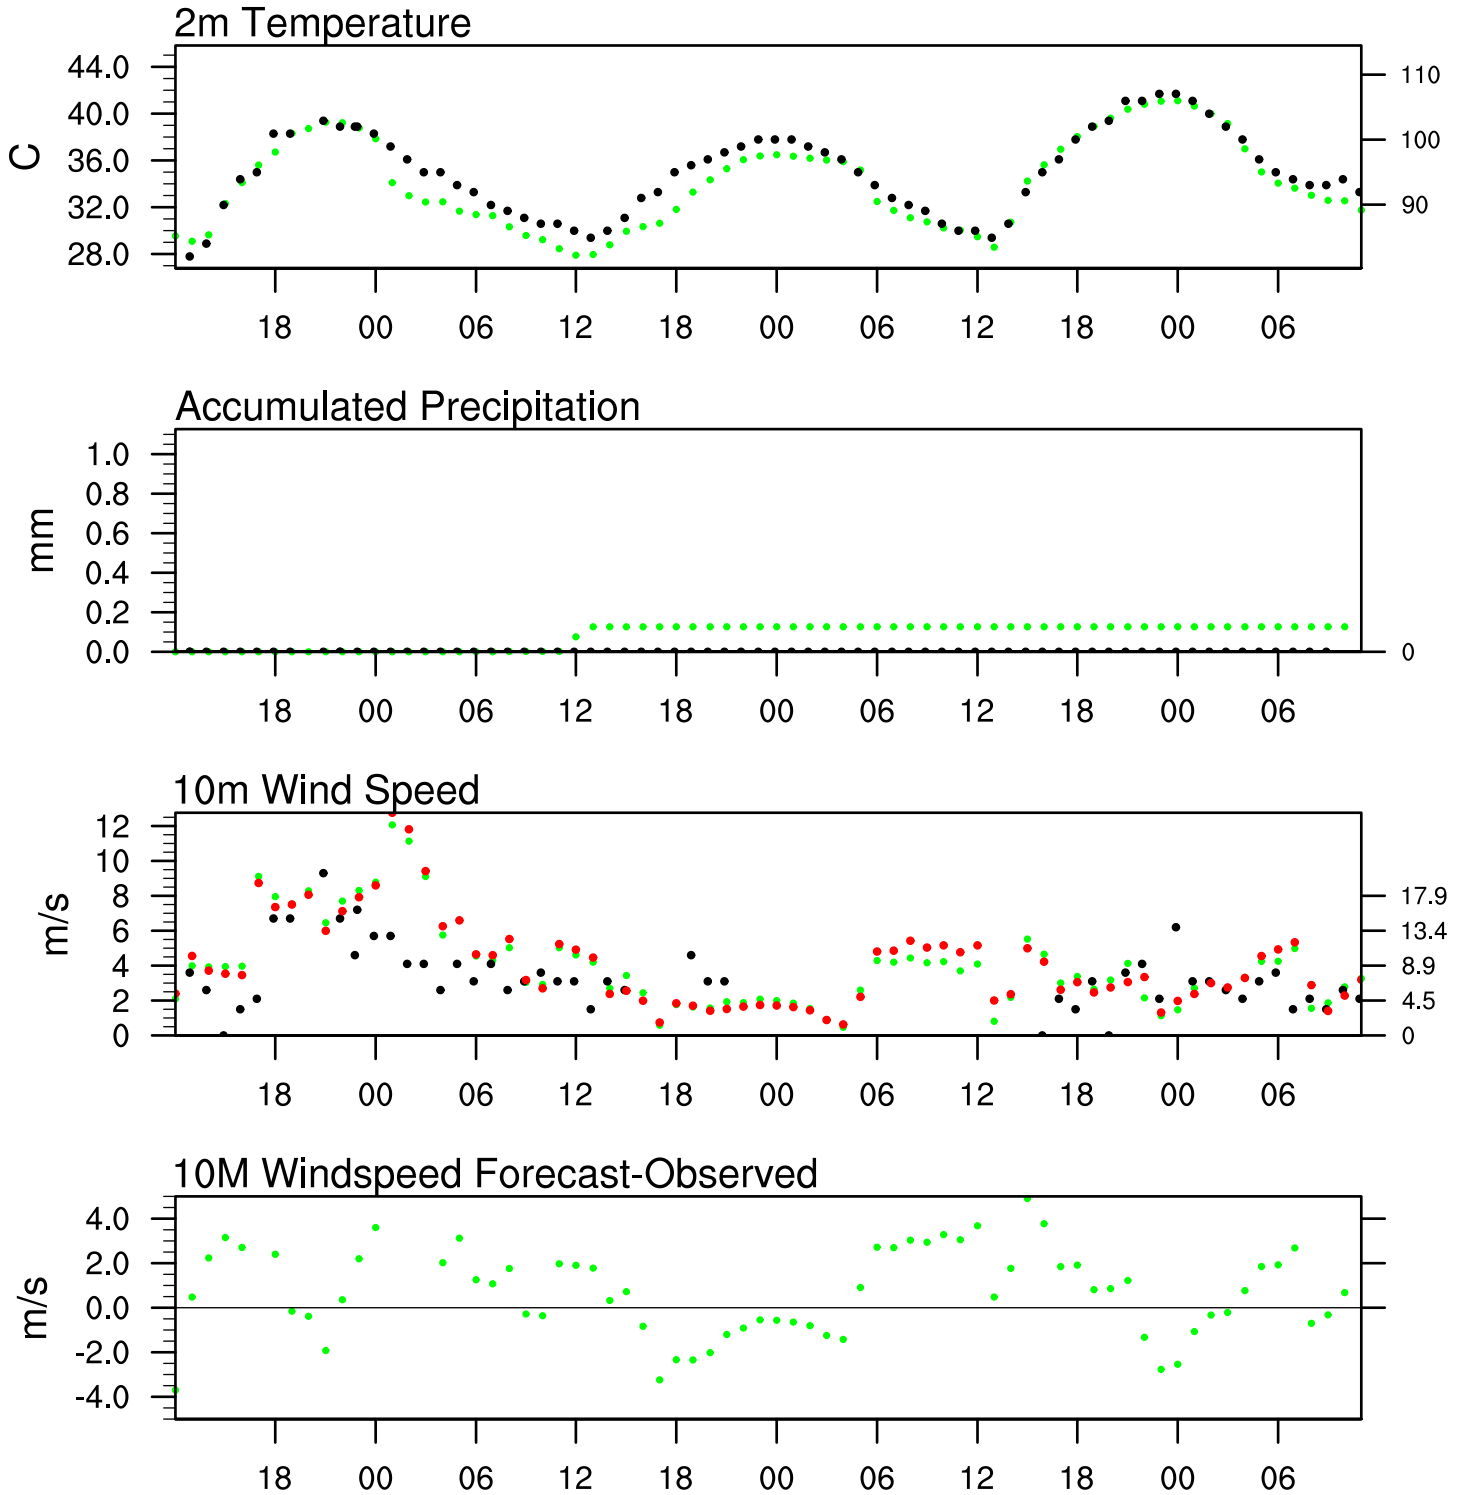 2m Temperature
44.0
40.0
36.0
32.0
28.0
C
110
100
90
18 00 06 12 18 00 06 12 18 00 06
Accumulated Precipitation
1.0
0.8
0.6
0.4
0.2
0.0
mm
0
18 00 06 12 18 00 06 12 18 00 06
10m Wind Speed
12
10
8
6
4
2
0
m/s
17.9
13.4
8.9
4.5
0
18 00 06 12 18 00 06 12 18 00 06
10M Windspeed Forecast-Observed
4.0
2.0
0.0
-2.0
-4.0
m/s
18 00 06 12 18 00 06 12 18 00 06